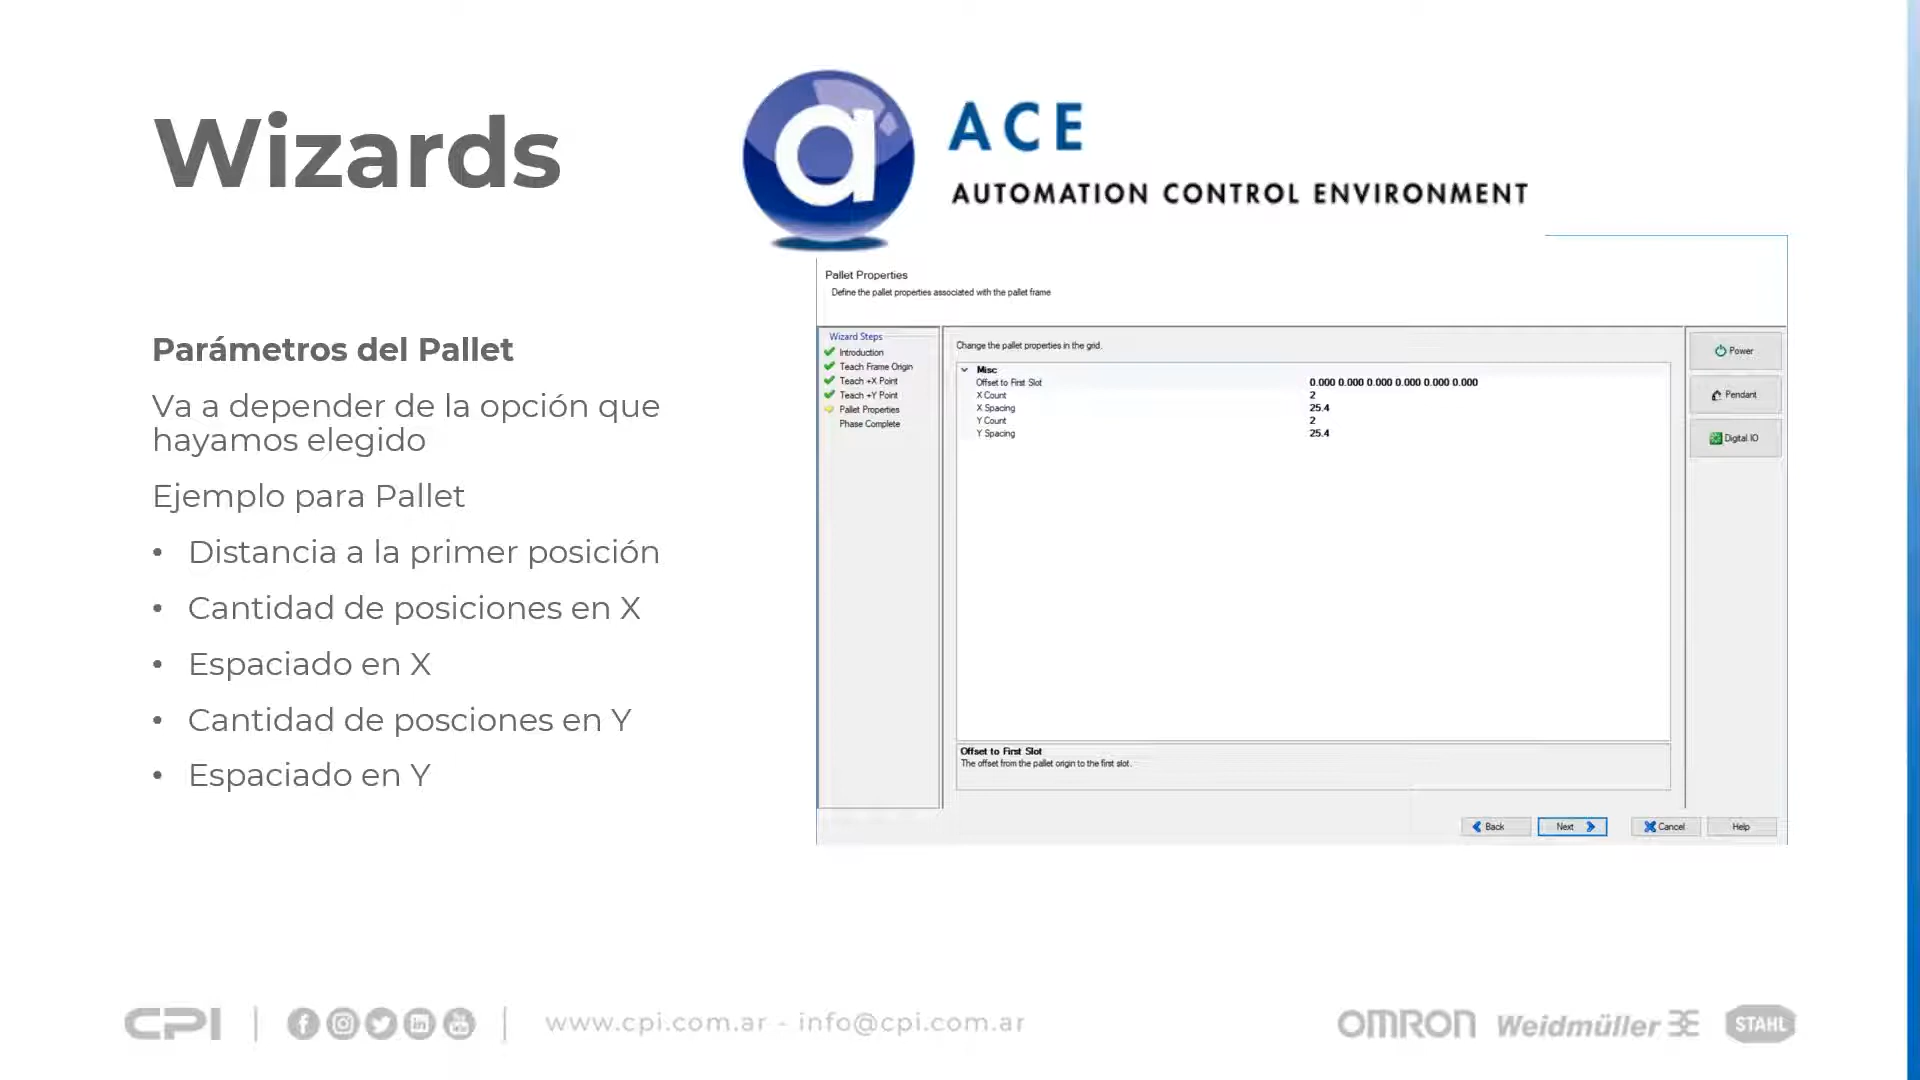 Wizards
a
ACE
AUTOMATION CONTROL ENVIRONMENT
Parámetros del Pallet
Va a depender de la opción que
hayamos elegido
Ejemplo para Pallet
• Distancia a la primer posición
• Cantidad de posiciones en X
• Espaciado en X
• Cantidad de posciones en Y
• Espaciado en Y
Pallet Properties
Define the pallet properties associated with the pallet frame
Wizard Steps
Introduction
Teach Frame Origin
Teach +X Point
Teach +Y Point
Pallet Properties
Phase Complete
Change the pallet properties in the grid.
Misc
Offset to First Slot 0.000 0.000 0.000 0.000 0.000 0.000
X Count 2
X Spacing 25.4
Y Count 2
Y Spacing 25.4
Offset to First Slot
The offset from the pallet origin to the first slot.
Power
Pendant
Digital IO
Back Next Cancel Help
CPI | | www.cpi.com.ar - info@cpi.com.ar OMRON Weidmüller STAHL